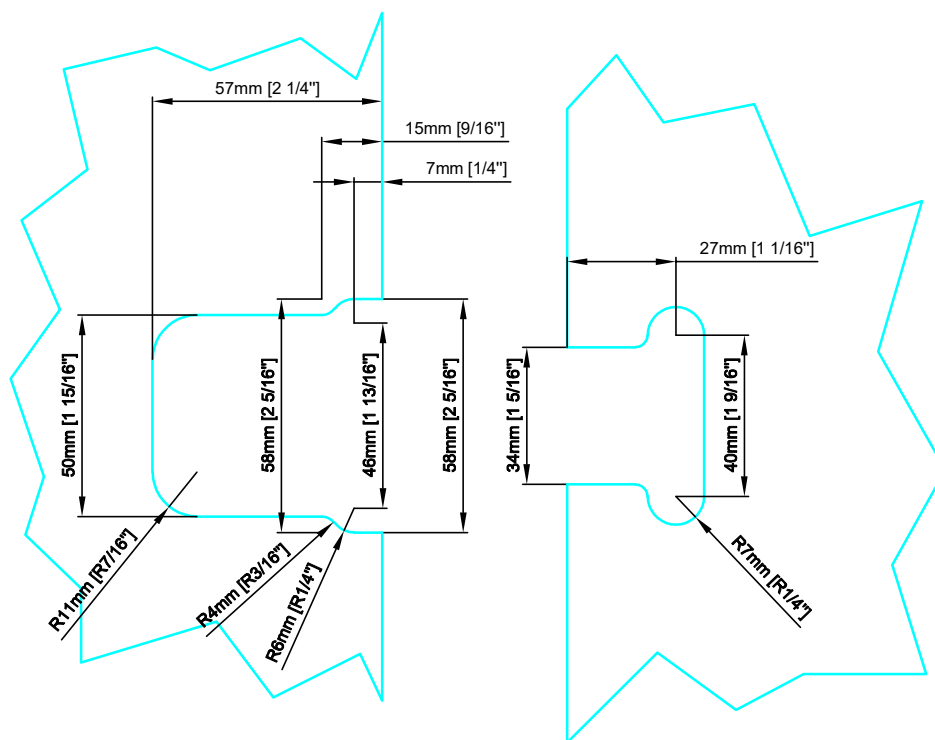 57mm [2 1/4"]
15mm [9/16"]
7mm [1/4"]
27mm [1 1/16"]
50mm [1 15/16"]
58mm [2 5/16"]
46mm [1 13/16"]
58mm [2 5/16"]
34mm [1 5/16"]
40mm [1 9/16"]
R11mm [R7/16"]
R4mm [R3/16"]
R6mm [R1/4"]
R7mm [R1/4"]